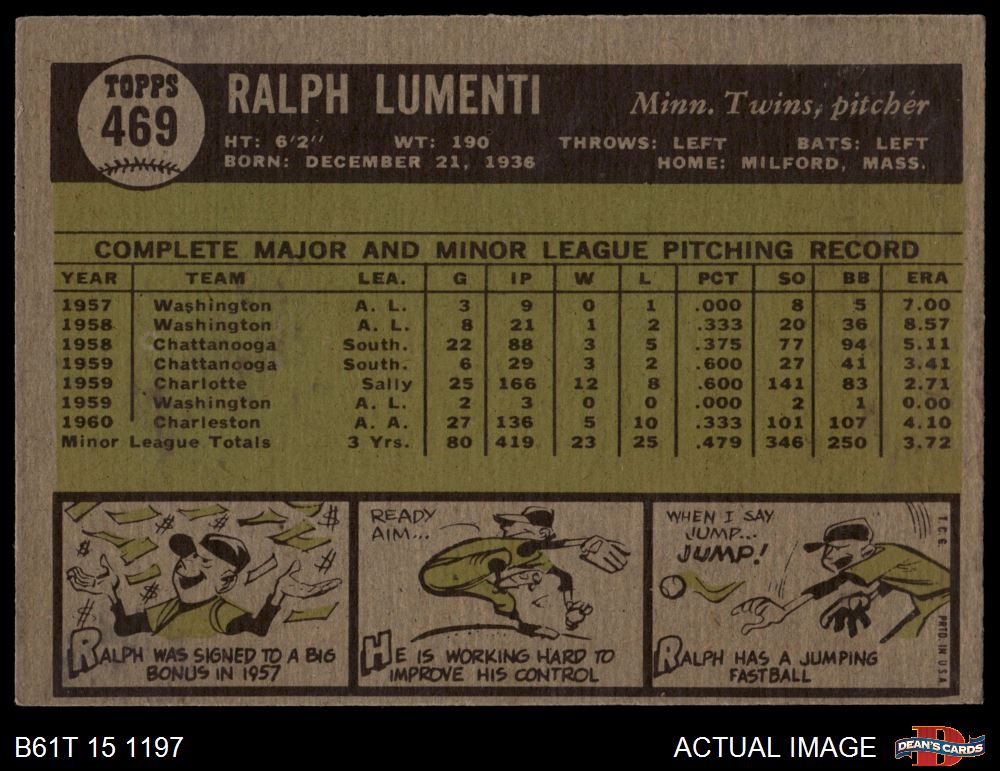 TOPPS
469
RALPH LUMENTI
Minn. Twins, pitcher
HT: 6'2" WT: 190 THROWS: LEFT BATS: LEFT
BORN: DECEMBER 21, 1936 HOME: MILFORD, MASS.
COMPLETE MAJOR AND MINOR LEAGUE PITCHING RECORD
YEAR TEAM LEA. G IP W L PCT SO BB ERA
1957 Washington A. L. 3 9 0 1 .000 8 5 7.00
1958 Washington A. L. 8 21 1 2 .333 20 36 8.57
1958 Chattanooga South. 22 88 3 5 .375 77 94 5.11
1959 Chattanooga South. 6 29 3 2 .600 27 41 3.41
1959 Charlotte Sally 25 166 12 8 .600 141 83 2.71
1959 Washington A. L. 2 3 0 0 .000 2 1 0.00
1960 Charleston A. A. 27 136 5 10 .333 101 107 4.10
Minor League Totals 3 Yrs. 80 419 23 25 .479 346 250 3.72
$ $ $ $ $ $
RALPH WAS SIGNED TO A BIG
BONUS IN 1957
READY
AIM...
HE IS WORKING HARD TO
IMPROVE HIS CONTROL
WHEN I SAY
JUMP...
JUMP!
RALPH HAS A JUMPING
FASTBALL
T.C.G.
PRTD. IN U.S.A.
B61T 15 1197
ACTUAL IMAGE
DEAN'S CARDS